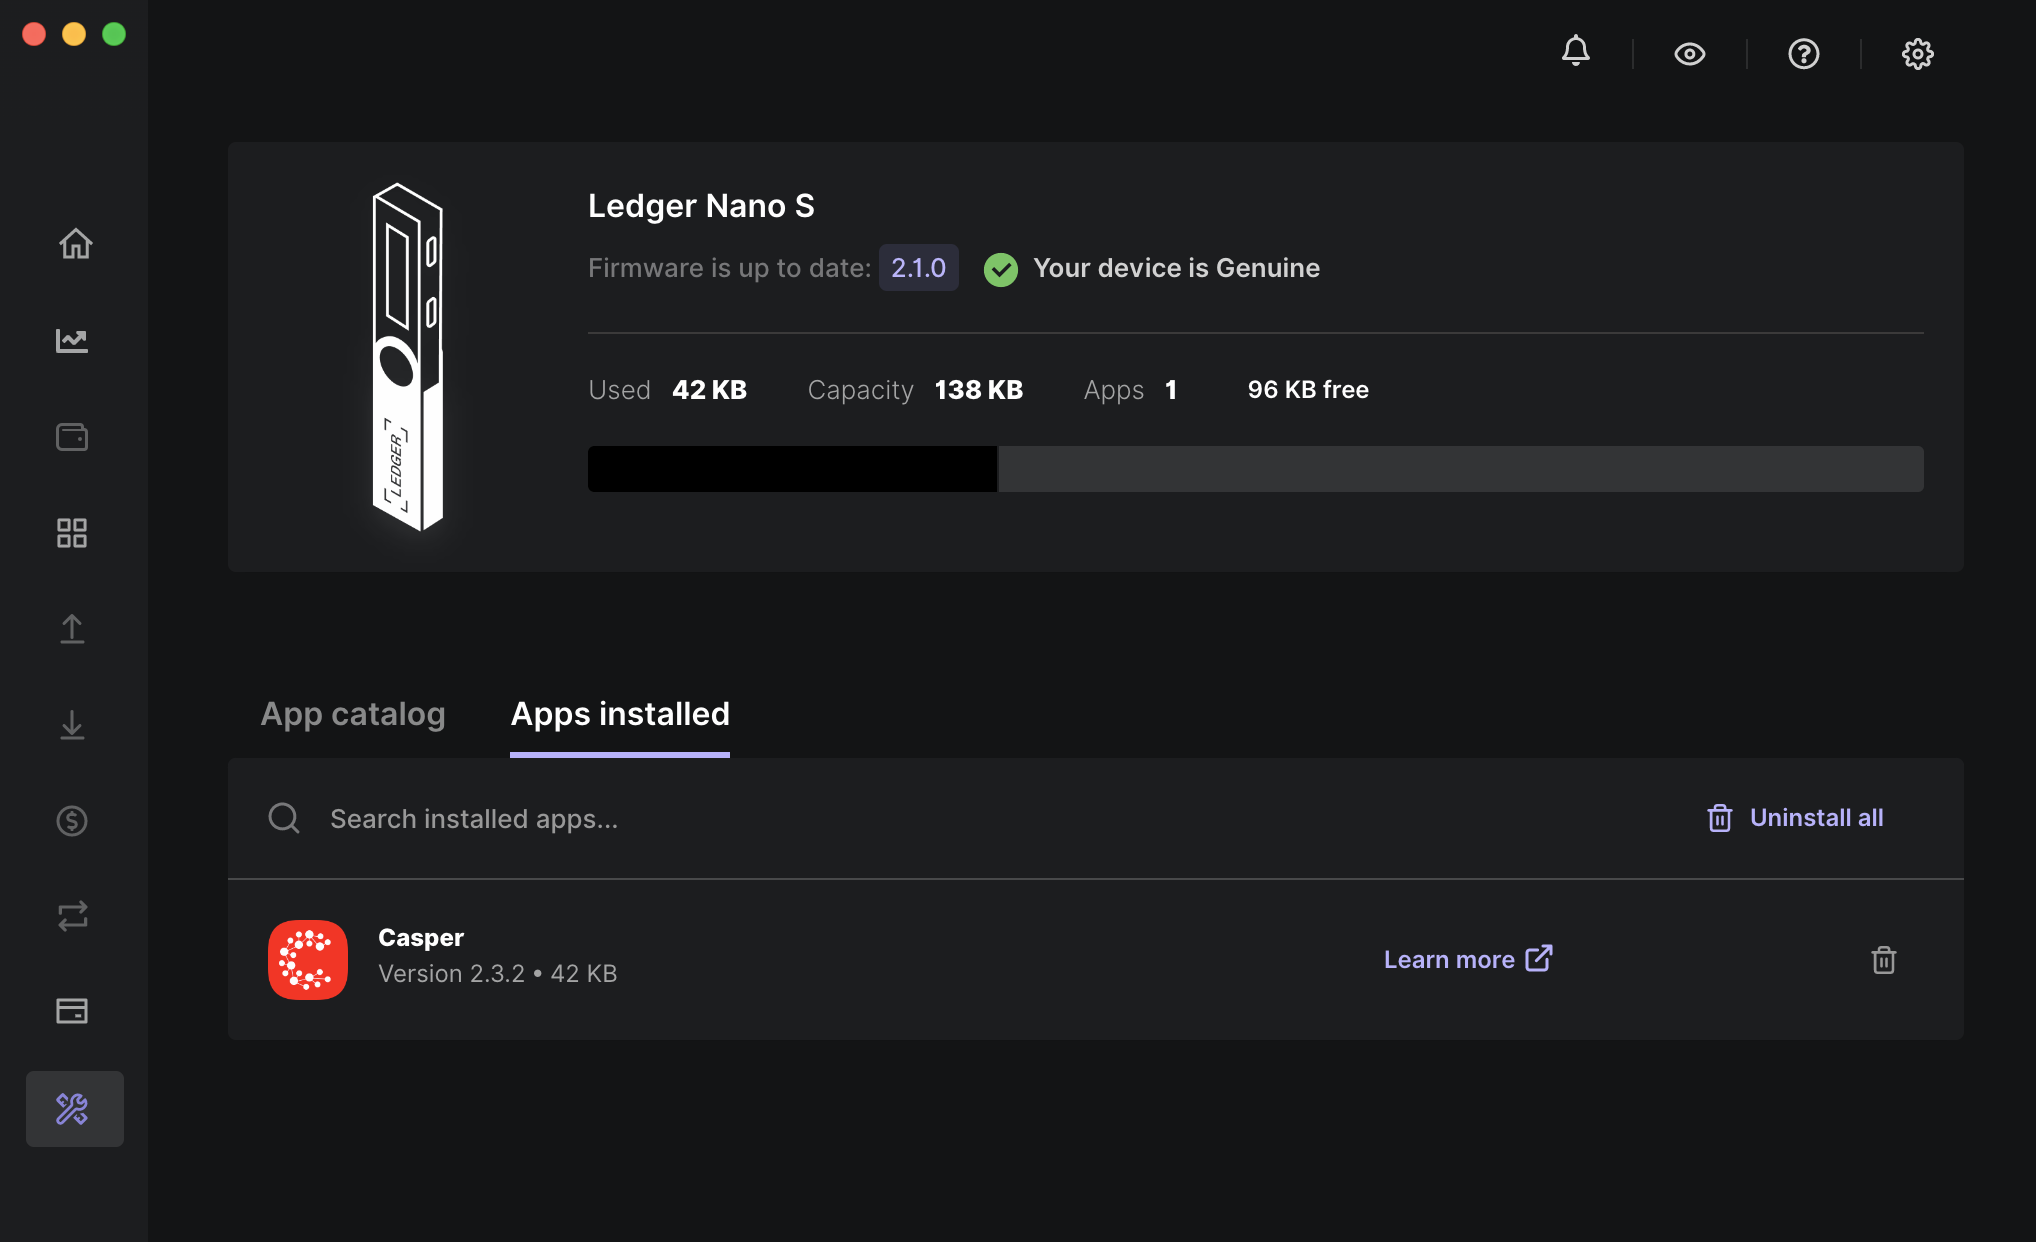 Ledger Nano S
Firmware is up to date: 2.1.0 Your device is Genuine
Used 42 KB Capacity 138 KB Apps 1 96 KB free
LEDGER
App catalog Apps installed
Search installed apps... Uninstall all
Casper
Version 2.3.2 • 42 KB
Learn more